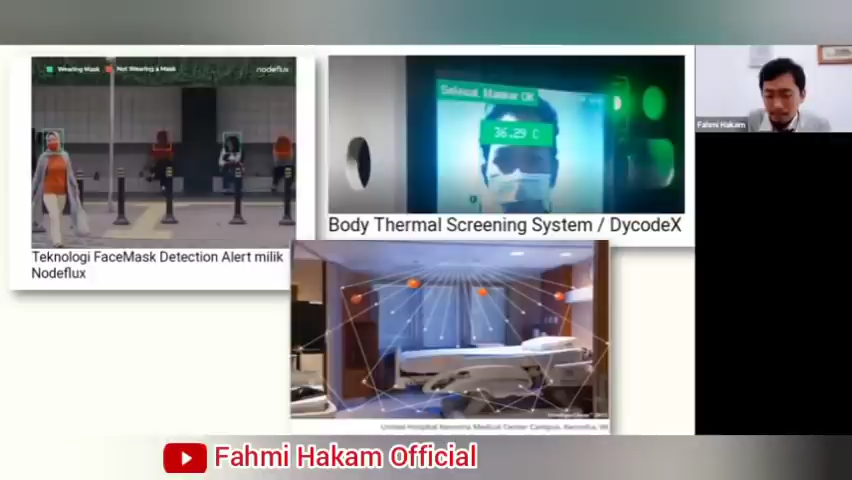 Wearing Mask Not Wearing a Mask nodeflux
Selesai, Masker OK
36.29 C
Fahmi Hakam
Body Thermal Screening System / DycodeX
Teknologi FaceMask Detection Alert milik
Nodeflux
United Hospital Kenosha Medical Center Campus, Kenosha, WI
Fahmi Hakam Official